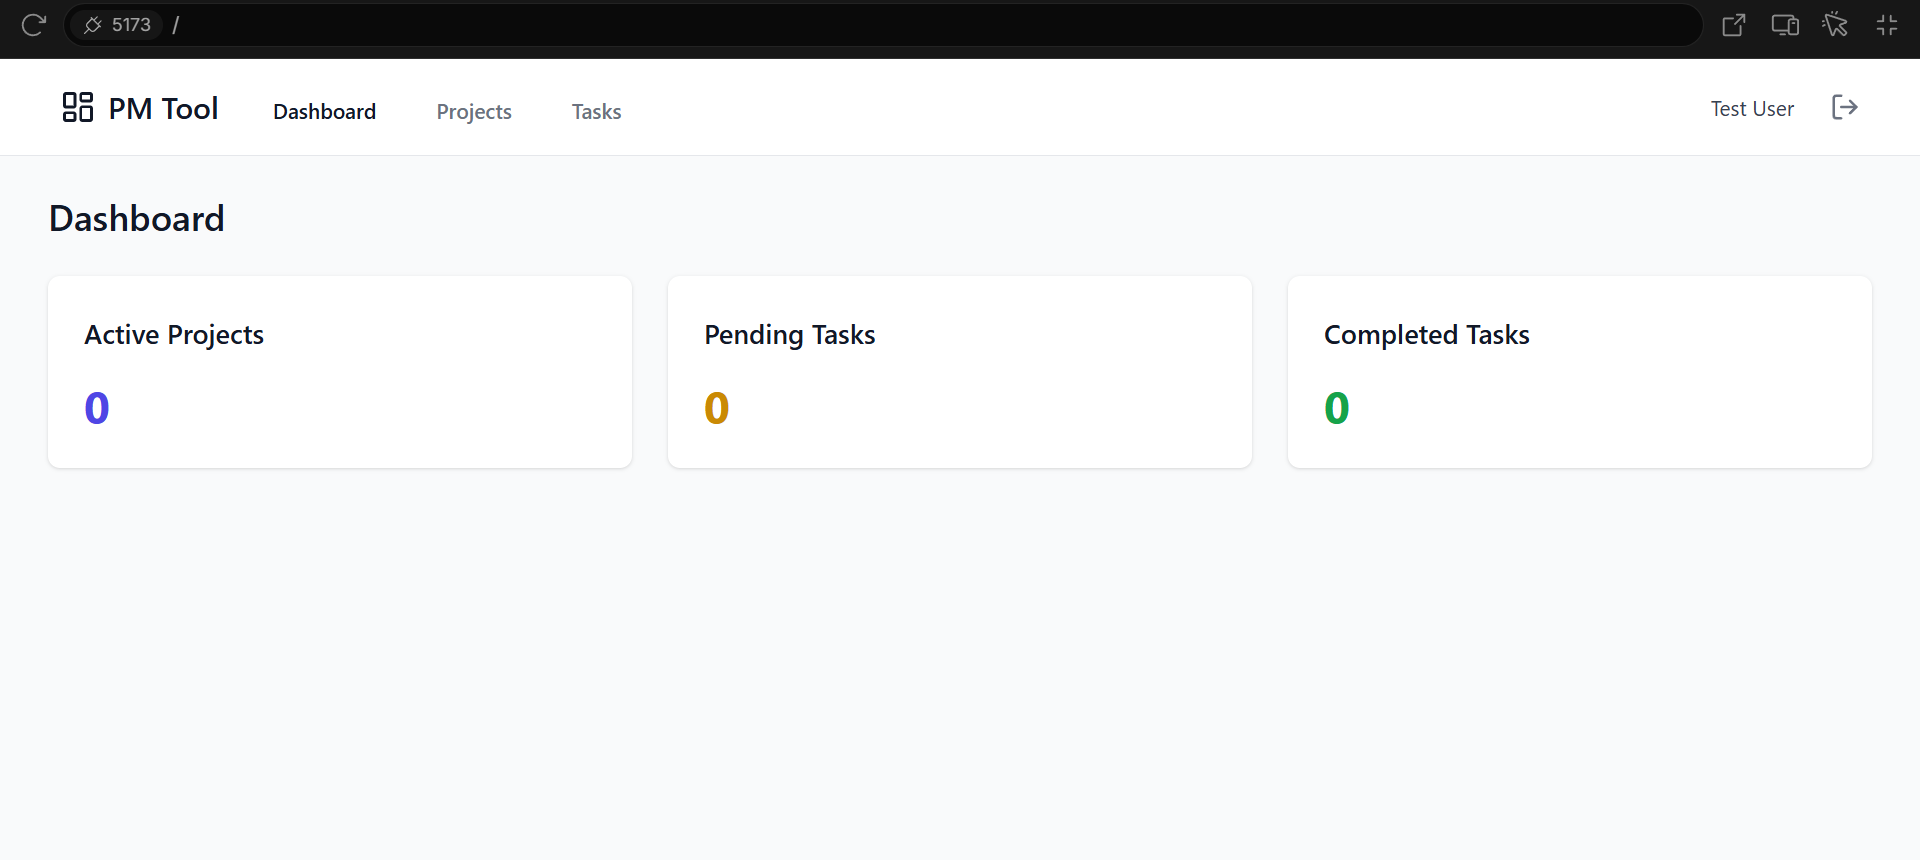 5173 /
PM Tool Dashboard Projects Tasks Test User
Dashboard
Active Projects Pending Tasks Completed Tasks
0 0 0